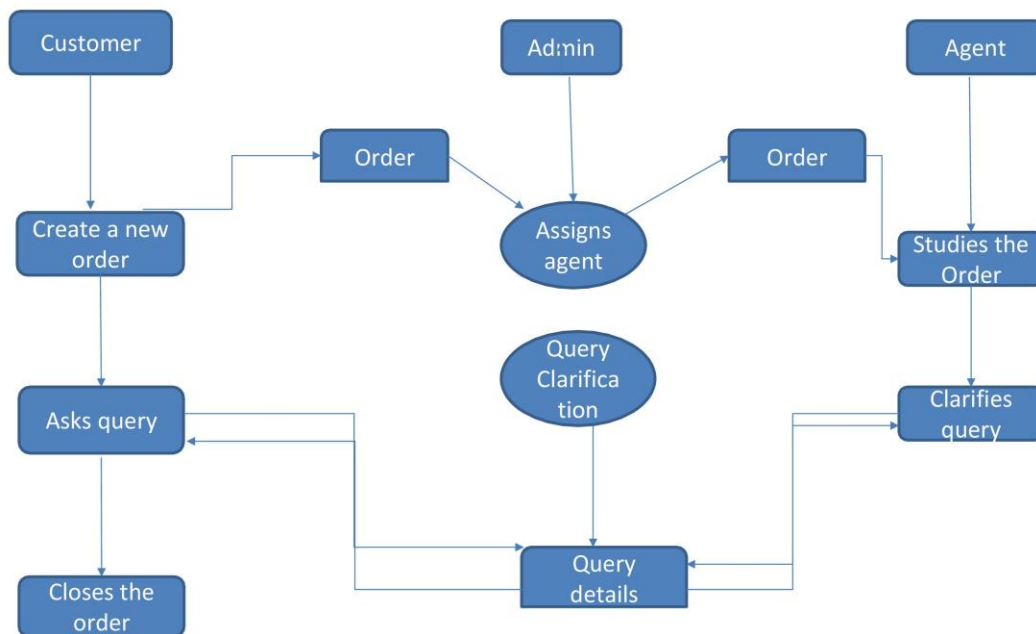 Customer
Admin
Agent
Order
Order
Create a new
order
Assigns
agent
Studies the
Order
Query
Clarifica
tion
Asks query
Clarifies
query
Query
details
Closes the
order